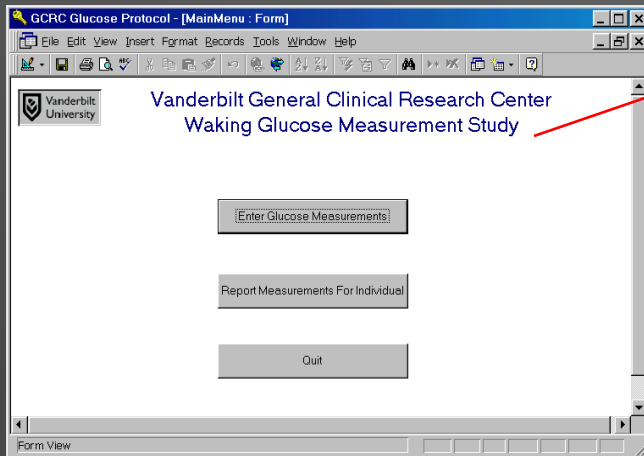 GCRC Glucose Protocol - [MainMenu : Form]
File Edit View Insert Format Records Tools Window Help
Vanderbilt University
Vanderbilt General Clinical Research Center
Waking Glucose Measurement Study
Enter Glucose Measurements
Report Measurements For Individual
Quit
Form View